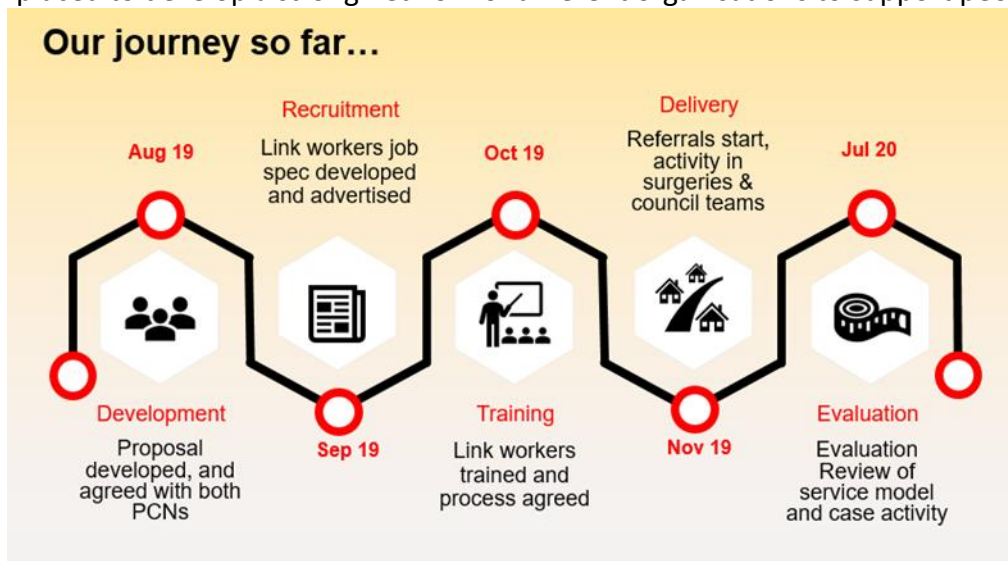 Our journey so far...
Aug 19
Development
Proposal
developed, and
agreed with both
PCNs
Recruitment
Link workers job
spec developed
and advertised
Sep 19
Oct 19
Training
Link workers
trained and
process agreed
Delivery
Referrals start,
activity in
surgeries &
council teams
Nov 19
Jul 20
Evaluation
Evaluation
Review of
service model
and case activity